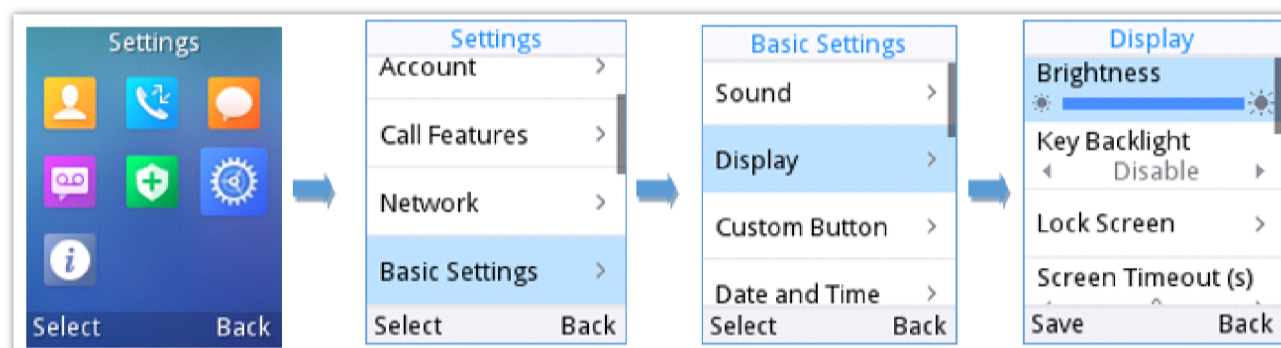 Settings
Select Back
Settings
Account
Call Features
Network
Basic Settings
Select Back
Basic Settings
Sound
Display
Custom Button
Date and Time
Select Back
Display
Brightness
Key Backlight
Disable
Lock Screen
Screen Timeout (s)
Save Back